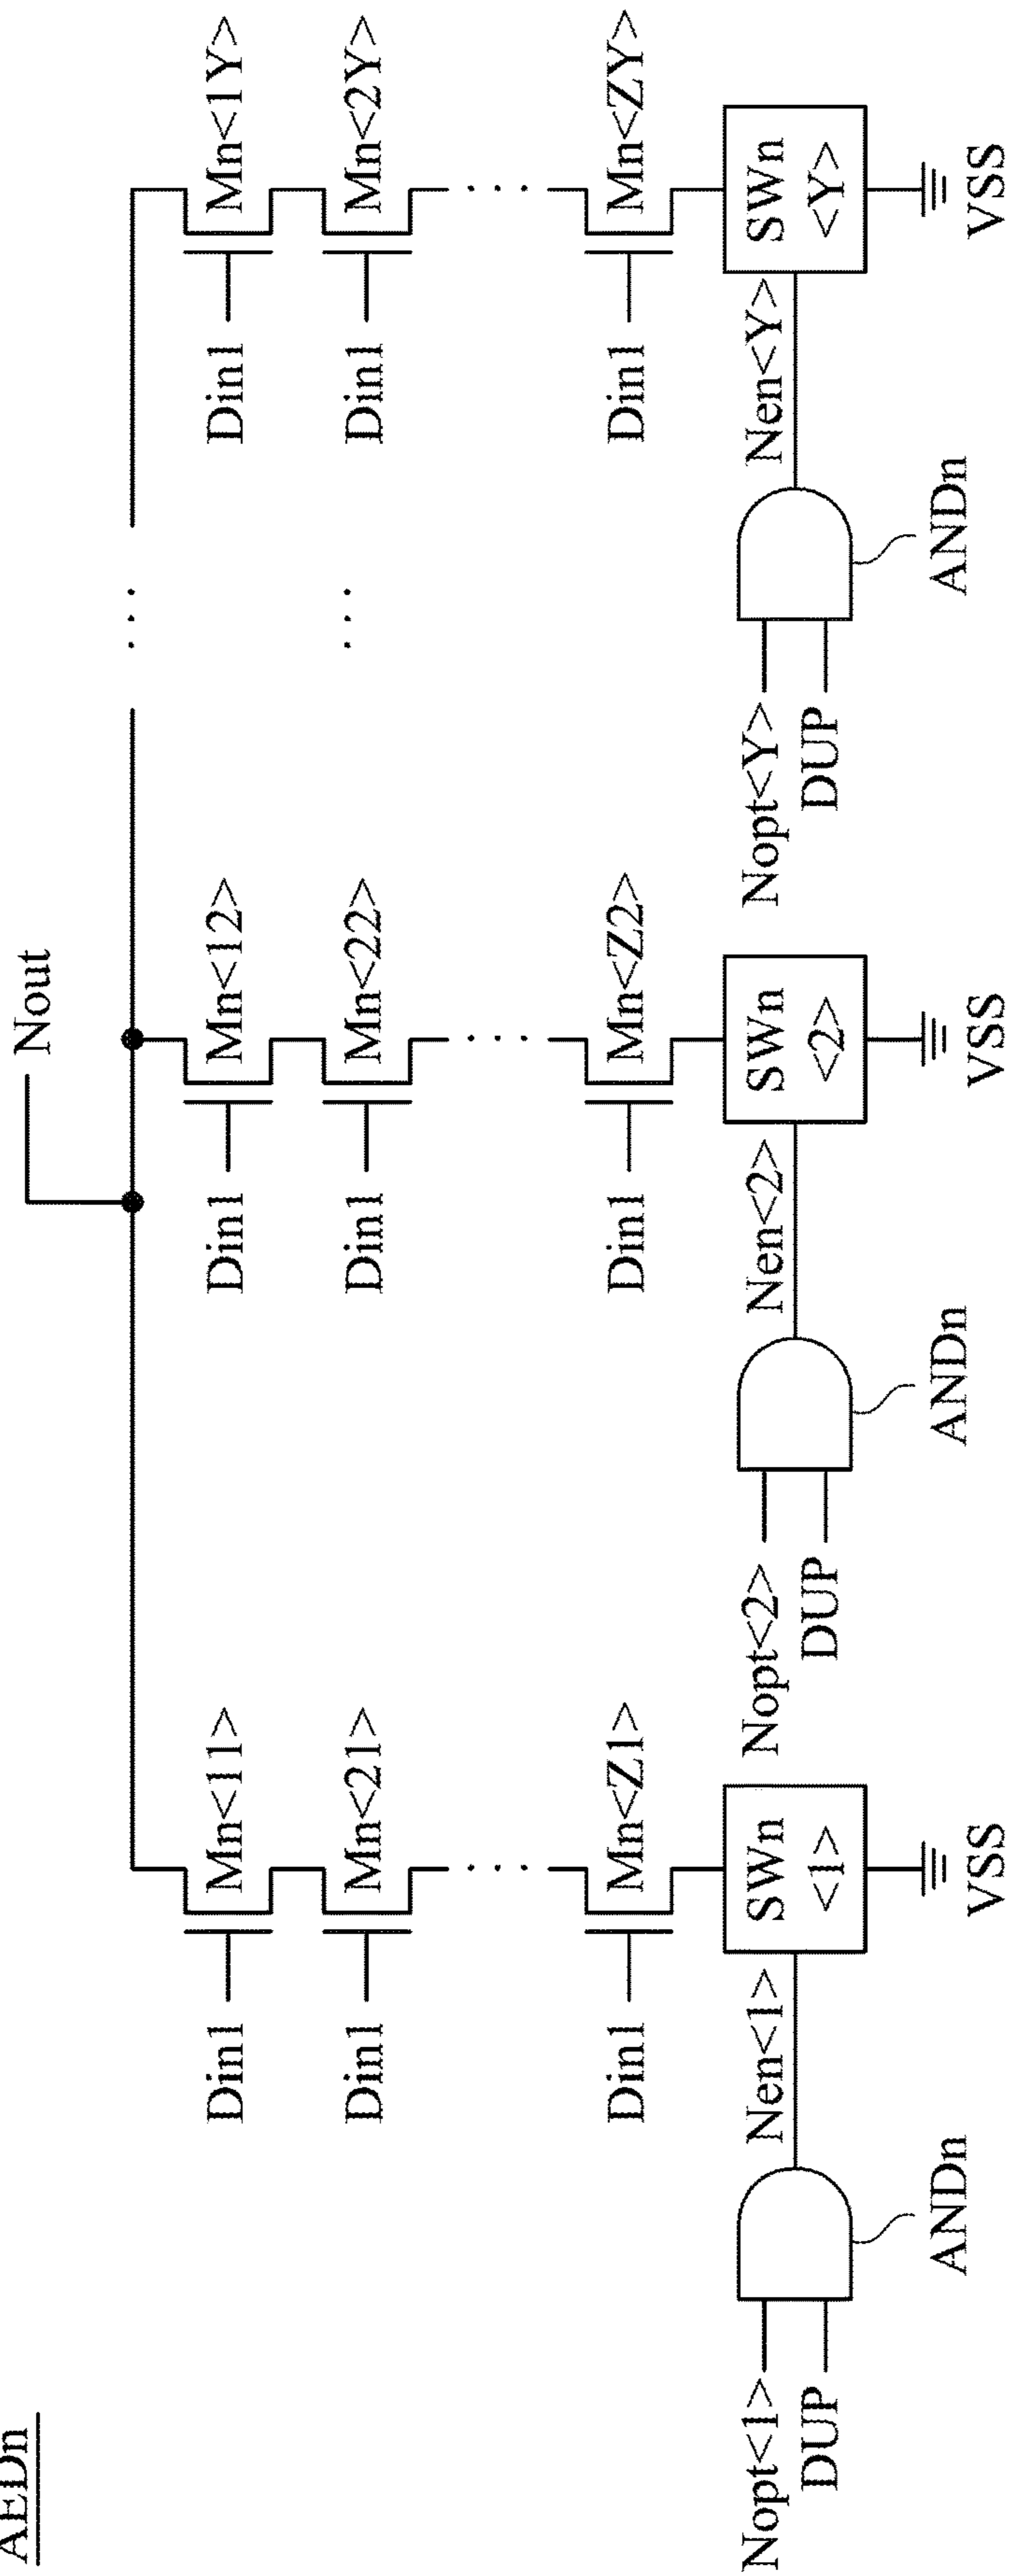 AEDn
Nout
Mn<11>
Mn<12>
Mn<1Y>
Din1
Din1
Din1
Mn<21>
Mn<22>
Mn<2Y>
Din1
Din1
Din1
Mn<Z1>
Mn<Z2>
Mn<ZY>
Din1
Din1
Din1
Nopt<1>
DUP
Nen<1>
SWn
<1>
Nopt<2>
DUP
Nen<2>
SWn
<2>
Nopt<Y>
DUP
Nen<Y>
SWn
<Y>
ANDn
VSS
ANDn
VSS
ANDn
VSS